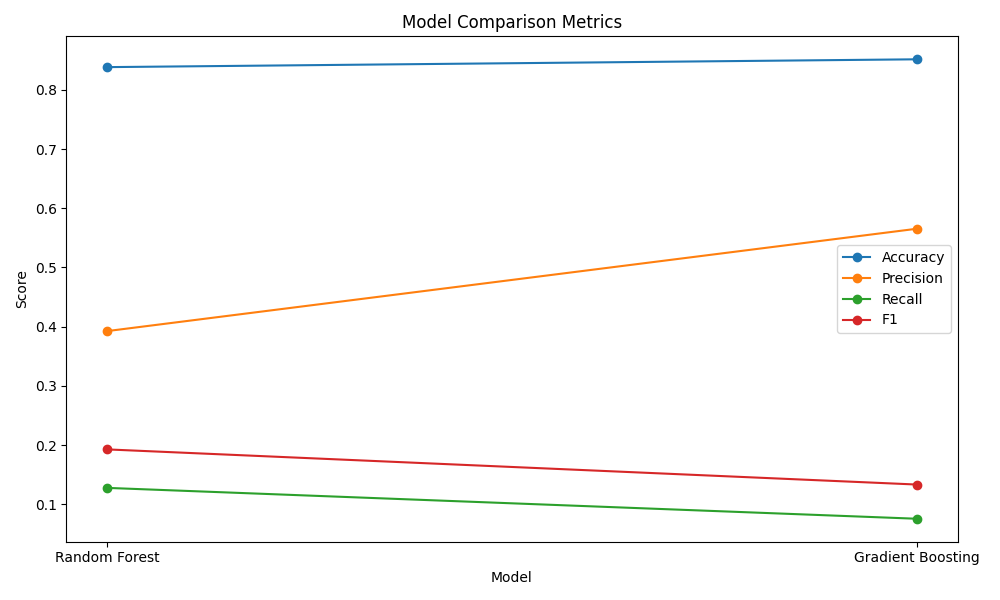 Model Comparison Metrics
Score
0.8
0.7
0.6
0.5
0.4
0.3
0.2
0.1
Accuracy
Precision
Recall
F1
Random Forest
Gradient Boosting
Model